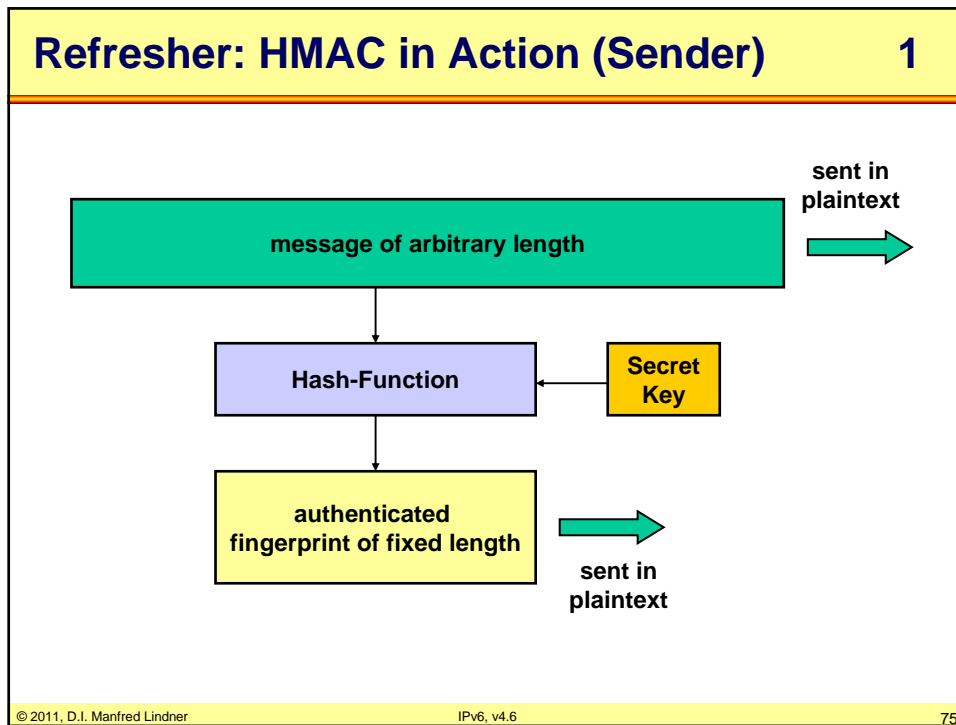 Refresher: HMAC in Action (Sender) 1
sent in
plaintext
message of arbitrary length
Hash-Function
Secret
Key
authenticated
fingerprint of fixed length
sent in
plaintext
© 2011, D.I. Manfred Lindner
IPv6, v4.6
75